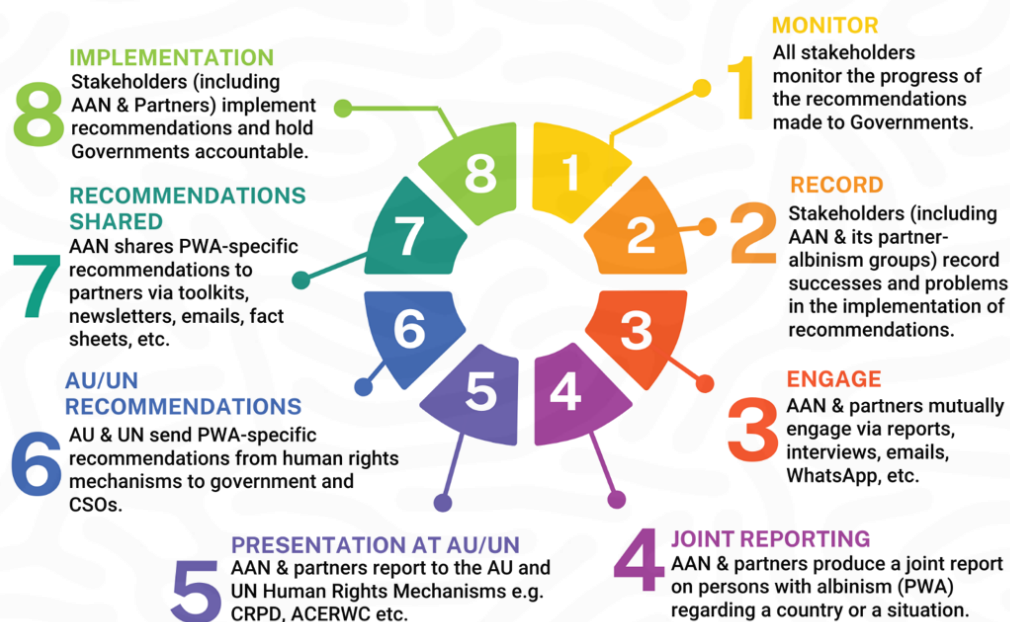 MONITOR
1
All stakeholders
monitor the progress of
the recommendations
made to Governments.
RECORD
2
Stakeholders (including
AAN & its partner-
albinism groups) record
successes and problems
in the implementation of
recommendations.
ENGAGE
3
AAN & partners mutually
engage via reports,
interviews, emails,
WhatsApp, etc.
4
JOINT REPORTING
AAN & partners produce a joint report
on persons with albinism (PWA)
regarding a country or a situation.
5
PRESENTATION AT AU/UN
AAN & partners report to the AU and
UN Human Rights Mechanisms e.g.
CRPD, ACERWC etc.
AU/UN
RECOMMENDATIONS
6
AU & UN send PWA-specific
recommendations from human rights
mechanisms to government and
CSOs.
RECOMMENDATIONS
SHARED
7
AAN shares PWA-specific
recommendations to
partners via toolkits,
newsletters, emails, fact
sheets, etc.
IMPLEMENTATION
8
Stakeholders (including
AAN & Partners) implement
recommendations and hold
Governments accountable.
1
2
3
4
5
6
7
8